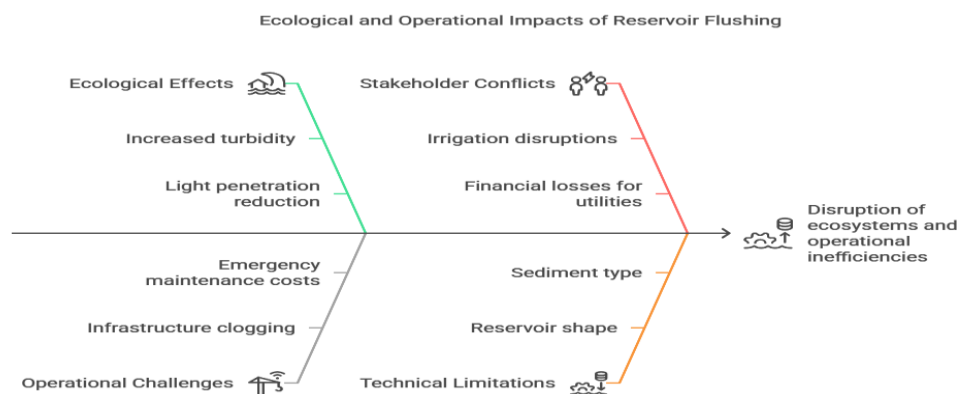 Ecological and Operational Impacts of Reservoir Flushing
Ecological Effects
Stakeholder Conflicts
Increased turbidity
Irrigation disruptions
Light penetration
reduction
Financial losses for
utilities
Disruption of
ecosystems and
operational
inefficiencies
Emergency
maintenance costs
Sediment type
Infrastructure clogging
Reservoir shape
Operational Challenges
Technical Limitations